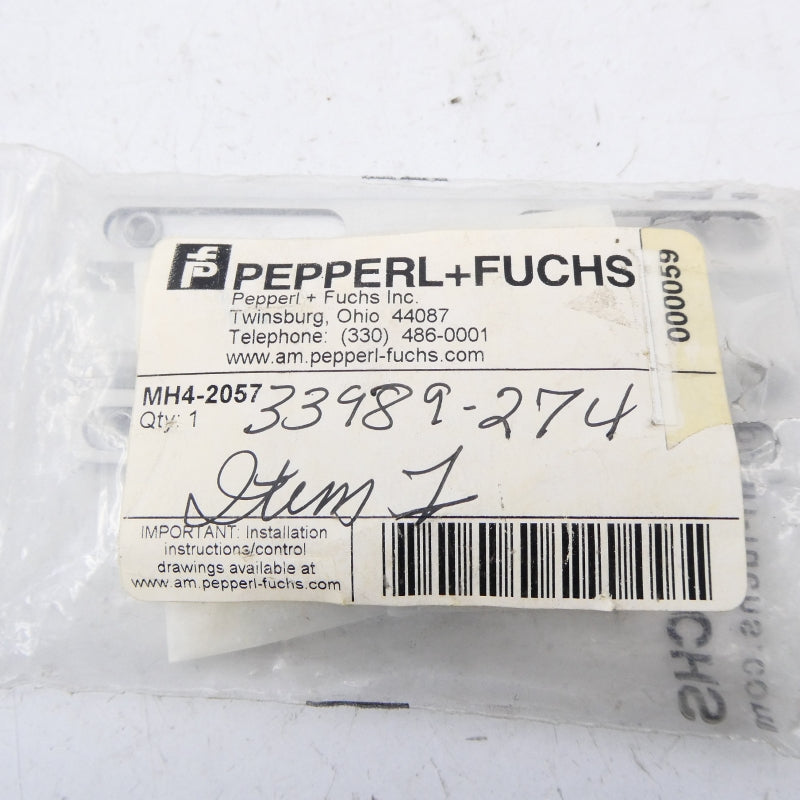 PEPPERL+FUCHS
Pepperl + Fuchs Inc.
Twinsburg, Ohio 44087
Telephone: (330) 486-0001
www.am.pepperl-fuchs.com
000059
MH4-2057 33989-274
Qty: 1
Item
IMPORTANT: Installation
instructions/control
drawings available at
www.am.pepperl-fuchs.com